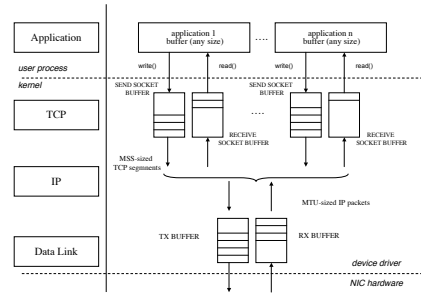 Application
application 1
buffer (any size)
....
application n
buffer (any size)
user process
write()
read()
write()
read()
kernel
SEND SOCKET
BUFFER
SEND SOCKET
BUFFER
TCP
....
RECEIVE
SOCKET BUFFER
RECEIVE
SOCKET BUFFER
MSS-sized
TCP segments
IP
MTU-sized IP packets
TX BUFFER
RX BUFFER
Data Link
device driver
NIC hardware